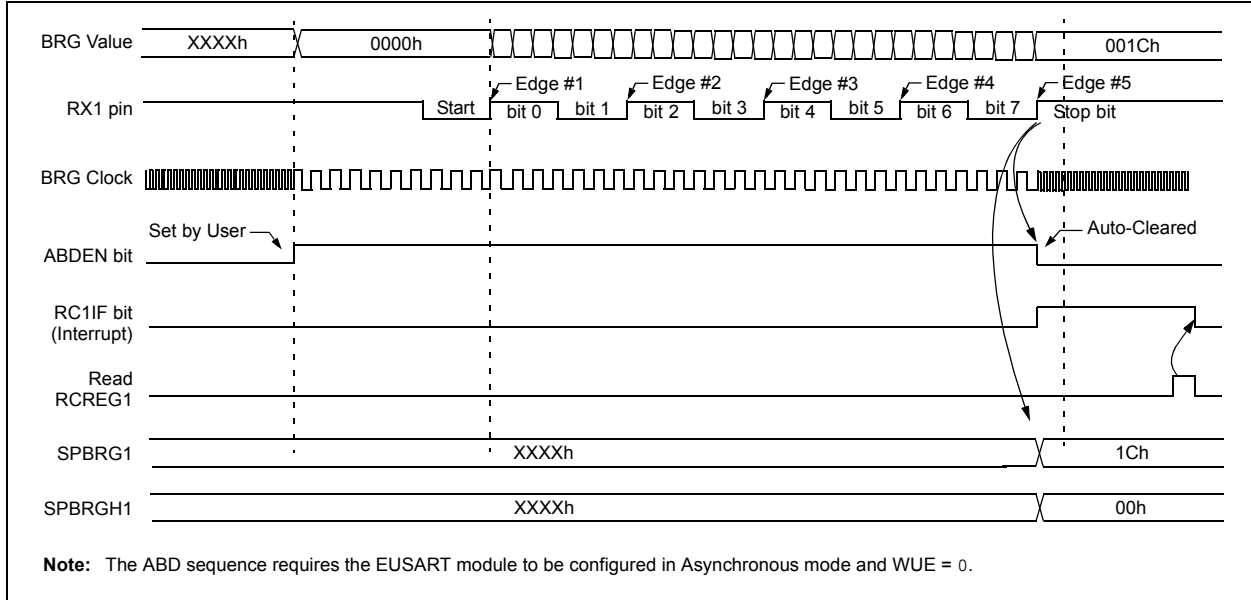 BRG Value XXXXh 0000h 001Ch
Edge #1 Edge #2 Edge #3 Edge #4 Edge #5
RX1 pin Start bit 0 bit 1 bit 2 bit 3 bit 4 bit 5 bit 6 bit 7 Stop bit
BRG Clock
Set by User Auto-Cleared
ABDEN bit
RC1IF bit
(Interrupt)
Read
RCREG1
SPBRG1 XXXXh 1Ch
SPBRGH1 XXXXh 00h
Note: The ABD sequence requires the EUSART module to be configured in Asynchronous mode and WUE = 0.